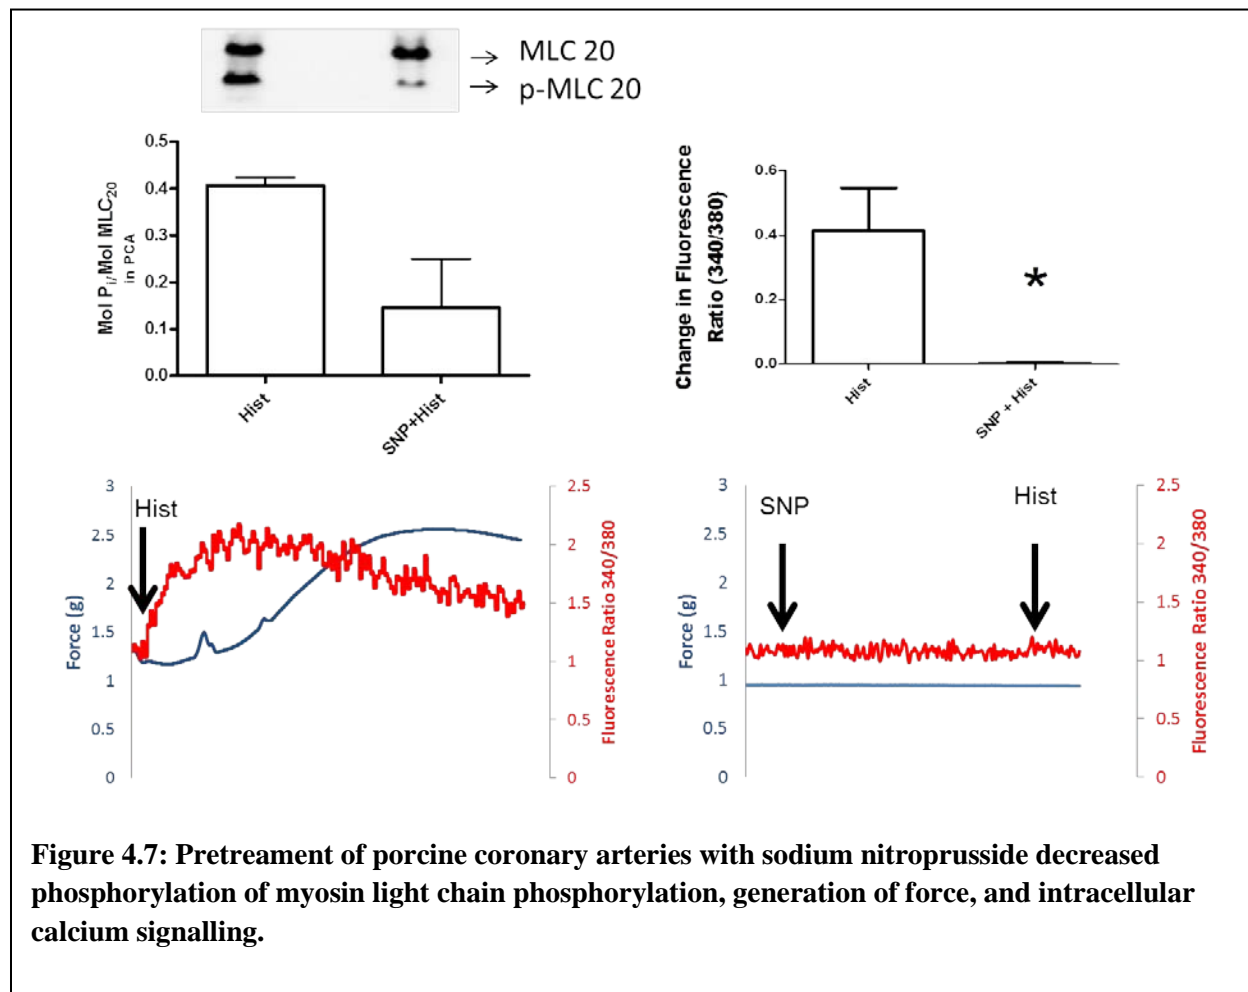 MLC 20
p-MLC 20
Mol Pi/Mol MLC20
in PCA
0.5
0.4
0.3
0.2
0.1
0.0
Hist
SNP+Hist
Change in Fluorescence
Ratio (340/380)
0.6
0.4
0.2
0.0
*
Hist
SNP + Hist
Force (g)
3
2.5
2
1.5
1
0.5
0
Hist
2.5
2
1.5
1
0.5
0
Fluorescence Ratio 340/380
Force (g)
3
2.5
2
1.5
1
0.5
0
SNP
Hist
2.5
2
1.5
1
0.5
0
Fluorescence Ratio 340/380
Figure 4.7: Pretreament of porcine coronary arteries with sodium nitroprusside decreased
phosphorylation of myosin light chain phosphorylation, generation of force, and intracellular
calcium signalling.